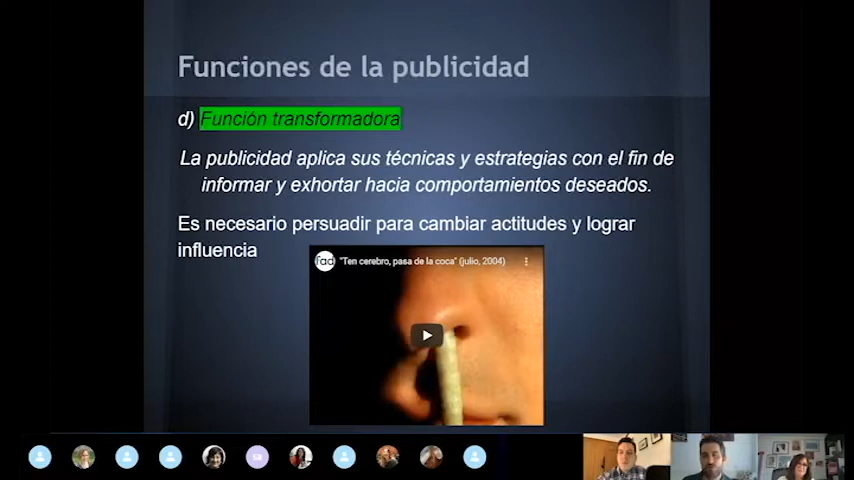 Funciones de la publicidad
d) Función transformadora
La publicidad aplica sus técnicas y estrategias con el fin de
informar y exhortar hacia comportamientos deseados.
Es necesario persuadir para cambiar actitudes y lograr
influencia
fad "Ten cerebro, pasa de la coca" (julio, 2004)